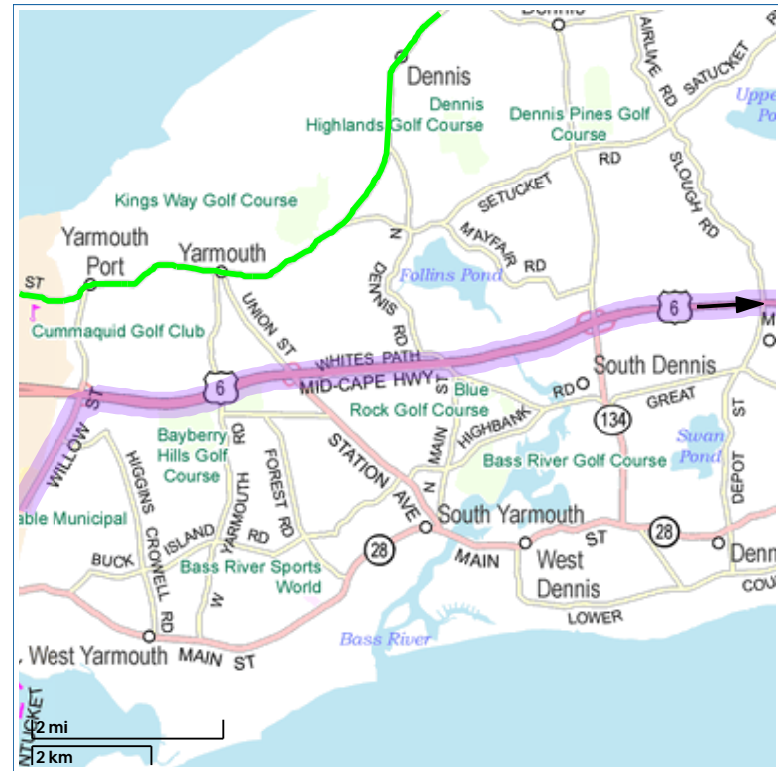 Dennis
AIRLINE RD
SATUCKET
Dennis
Dennis
Highlands Golf Course
Dennis Pines Golf
Course
Upper
RD
SETUCKET
SLOUGH RD
Kings Way Golf Course
MAYFAIR RD
Yarmouth
Port
Yarmouth
N
DENNIS RD
Follins Pond
ST
UNION ST
6
Cummaquid Golf Club
WHITES PATH
MID-CAPE HWY
6
M
South Dennis
Blue
Rock Golf Course
RD
GREAT
WILLOW ST
134
Bayberry
Hills Golf
Course
HIGHBANK
ST
N MAIN
STATION AVE
Swan
Pond
Bass River Golf Course
HIGGINS
CROWELL RD
RD
YARMOUTH
W
FOREST RD
DEPOT ST
able Municipal
South Yarmouth
BUCK
ISLAND
RD
28
MAIN
ST
28
West
Dennis
Denn
Bass River Sports
World
LOWER
COU
Bass River
West Yarmouth
MAIN
ST
NTUCKET
2 mi
2 km